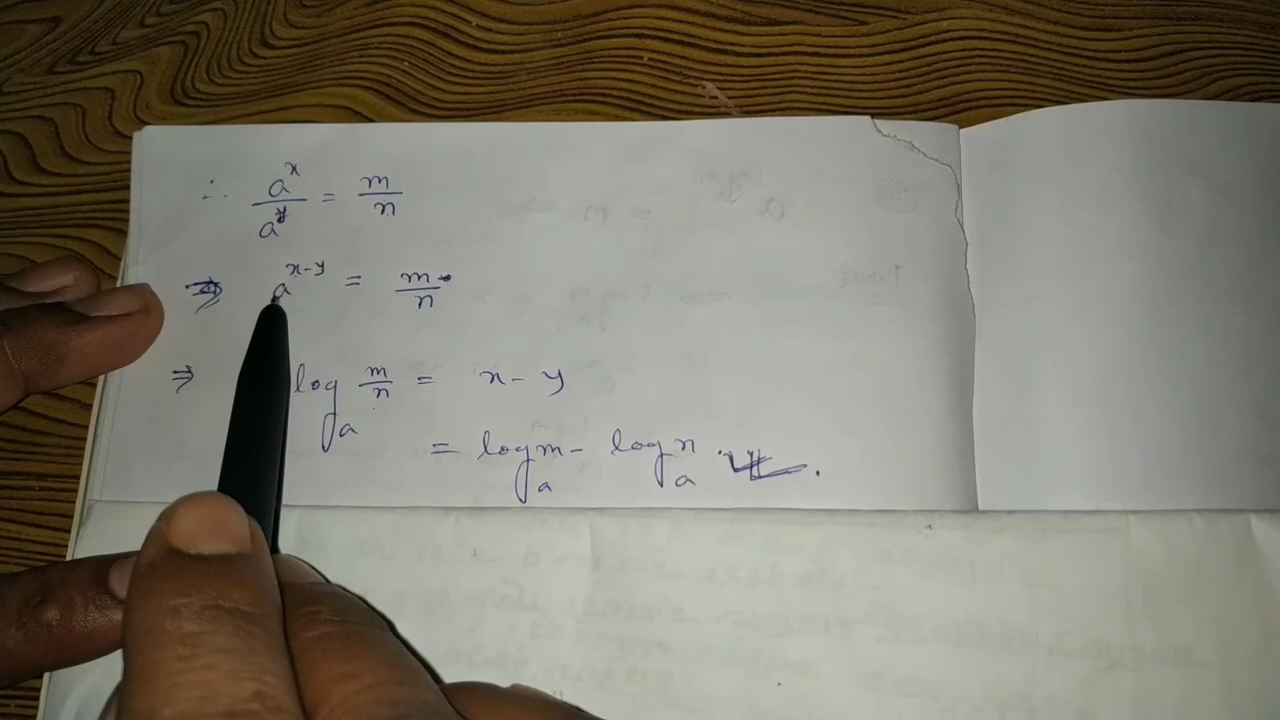 ∴ a^x / a^y = m/n
⇒ a^(x-y) = m/n
⇒ log_a m/n = x - y
= log_a m - log_a n.